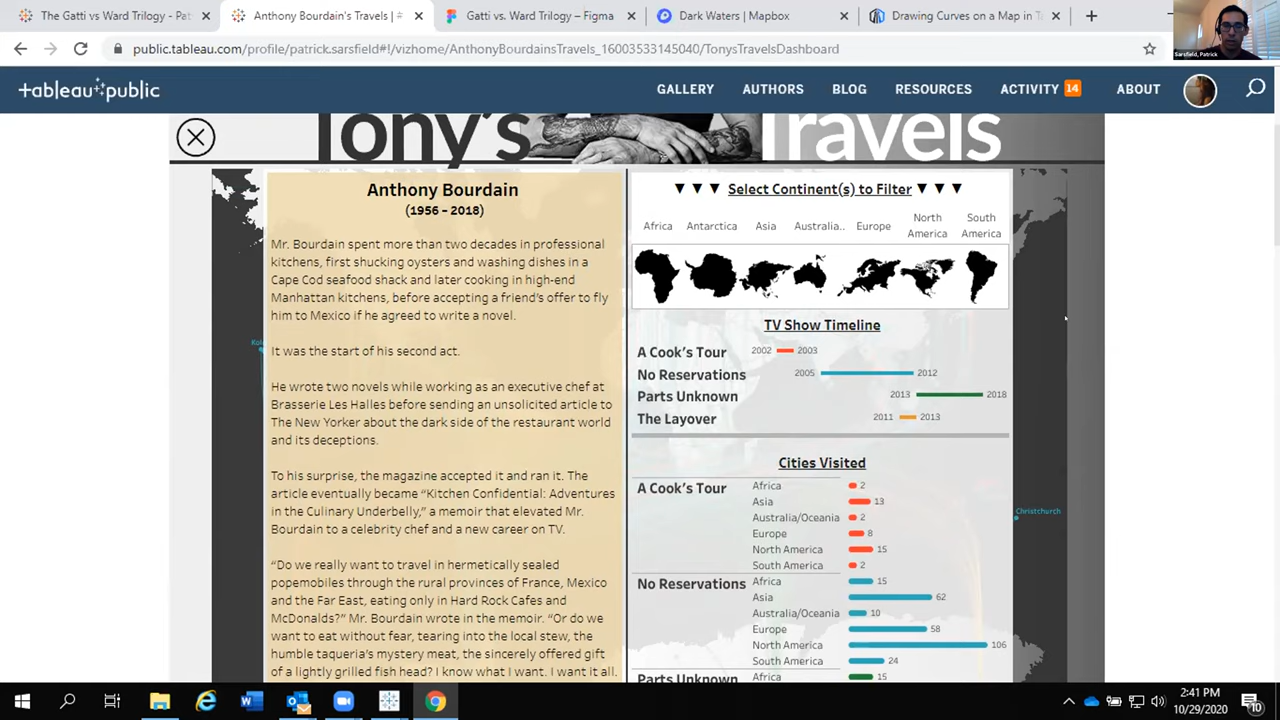 The Gatti vs Ward Trilogy - Pat
Anthony Bourdain's Travels | #
Gatti vs. Ward Trilogy – Figma
Dark Waters | Mapbox
Drawing Curves on a Map in Ta
Sarsfield, Patrick
public.tableau.com/profile/patrick.sarsfield#!/vizhome/AnthonyBourdainsTravels_16003533145040/TonysTravelsDashboard
tableau public
GALLERY
AUTHORS
BLOG
RESOURCES
ACTIVITY 14
ABOUT
Tony's Travels
Anthony Bourdain
(1956 – 2018)
Mr. Bourdain spent more than two decades in professional
kitchens, first shucking oysters and washing dishes in a
Cape Cod seafood shack and later cooking in high-end
Manhattan kitchens, before accepting a friend's offer to fly
him to Mexico if he agreed to write a novel.
It was the start of his second act.
He wrote two novels while working as an executive chef at
Brasserie Les Halles before sending an unsolicited article to
The New Yorker about the dark side of the restaurant world
and its deceptions.
To his surprise, the magazine accepted it and ran it. The
article eventually became "Kitchen Confidential: Adventures
in the Culinary Underbelly," a memoir that elevated Mr.
Bourdain to a celebrity chef and a new career on TV.
"Do we really want to travel in hermetically sealed
popemobiles through the rural provinces of France, Mexico
and the Far East, eating only in Hard Rock Cafes and
McDonald's?" Mr. Bourdain wrote in the memoir. "Or do we
want to eat without fear, tearing into the local stew, the
humble taqueria's mystery meat, the sincerely offered gift
of a lightly grilled fish head? I know what I want. I want it all.
▼ ▼ ▼ Select Continent(s) to Filter ▼ ▼ ▼
Africa
Antarctica
Asia
Australia..
Europe
North
America
South
America
TV Show Timeline
A Cook's Tour 2002 2003
No Reservations 2005 2012
Parts Unknown 2013 2018
The Layover 2011 2013
Cities Visited
A Cook's Tour
Africa 2
Asia 13
Australia/Oceania 2
Europe 8
North America 15
South America 2
No Reservations
Africa 15
Asia 62
Australia/Oceania 10
Europe 58
North America 106
South America 24
Parts Unknown
Africa 15
Christchurch
2:41 PM
10/29/2020
10